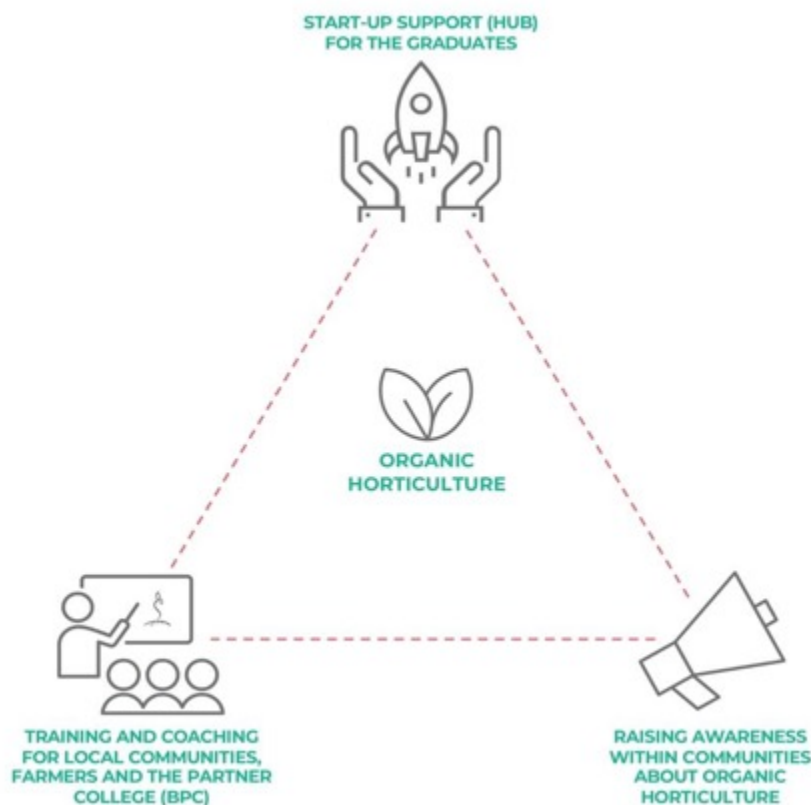 START-UP SUPPORT (HUB)
FOR THE GRADUATES
ORGANIC
HORTICULTURE
TRAINING AND COACHING
FOR LOCAL COMMUNITIES,
FARMERS AND THE PARTNER
COLLEGE (BPC)
RAISING AWARENESS
WITHIN COMMUNITIES
ABOUT ORGANIC
HORTICULTURE